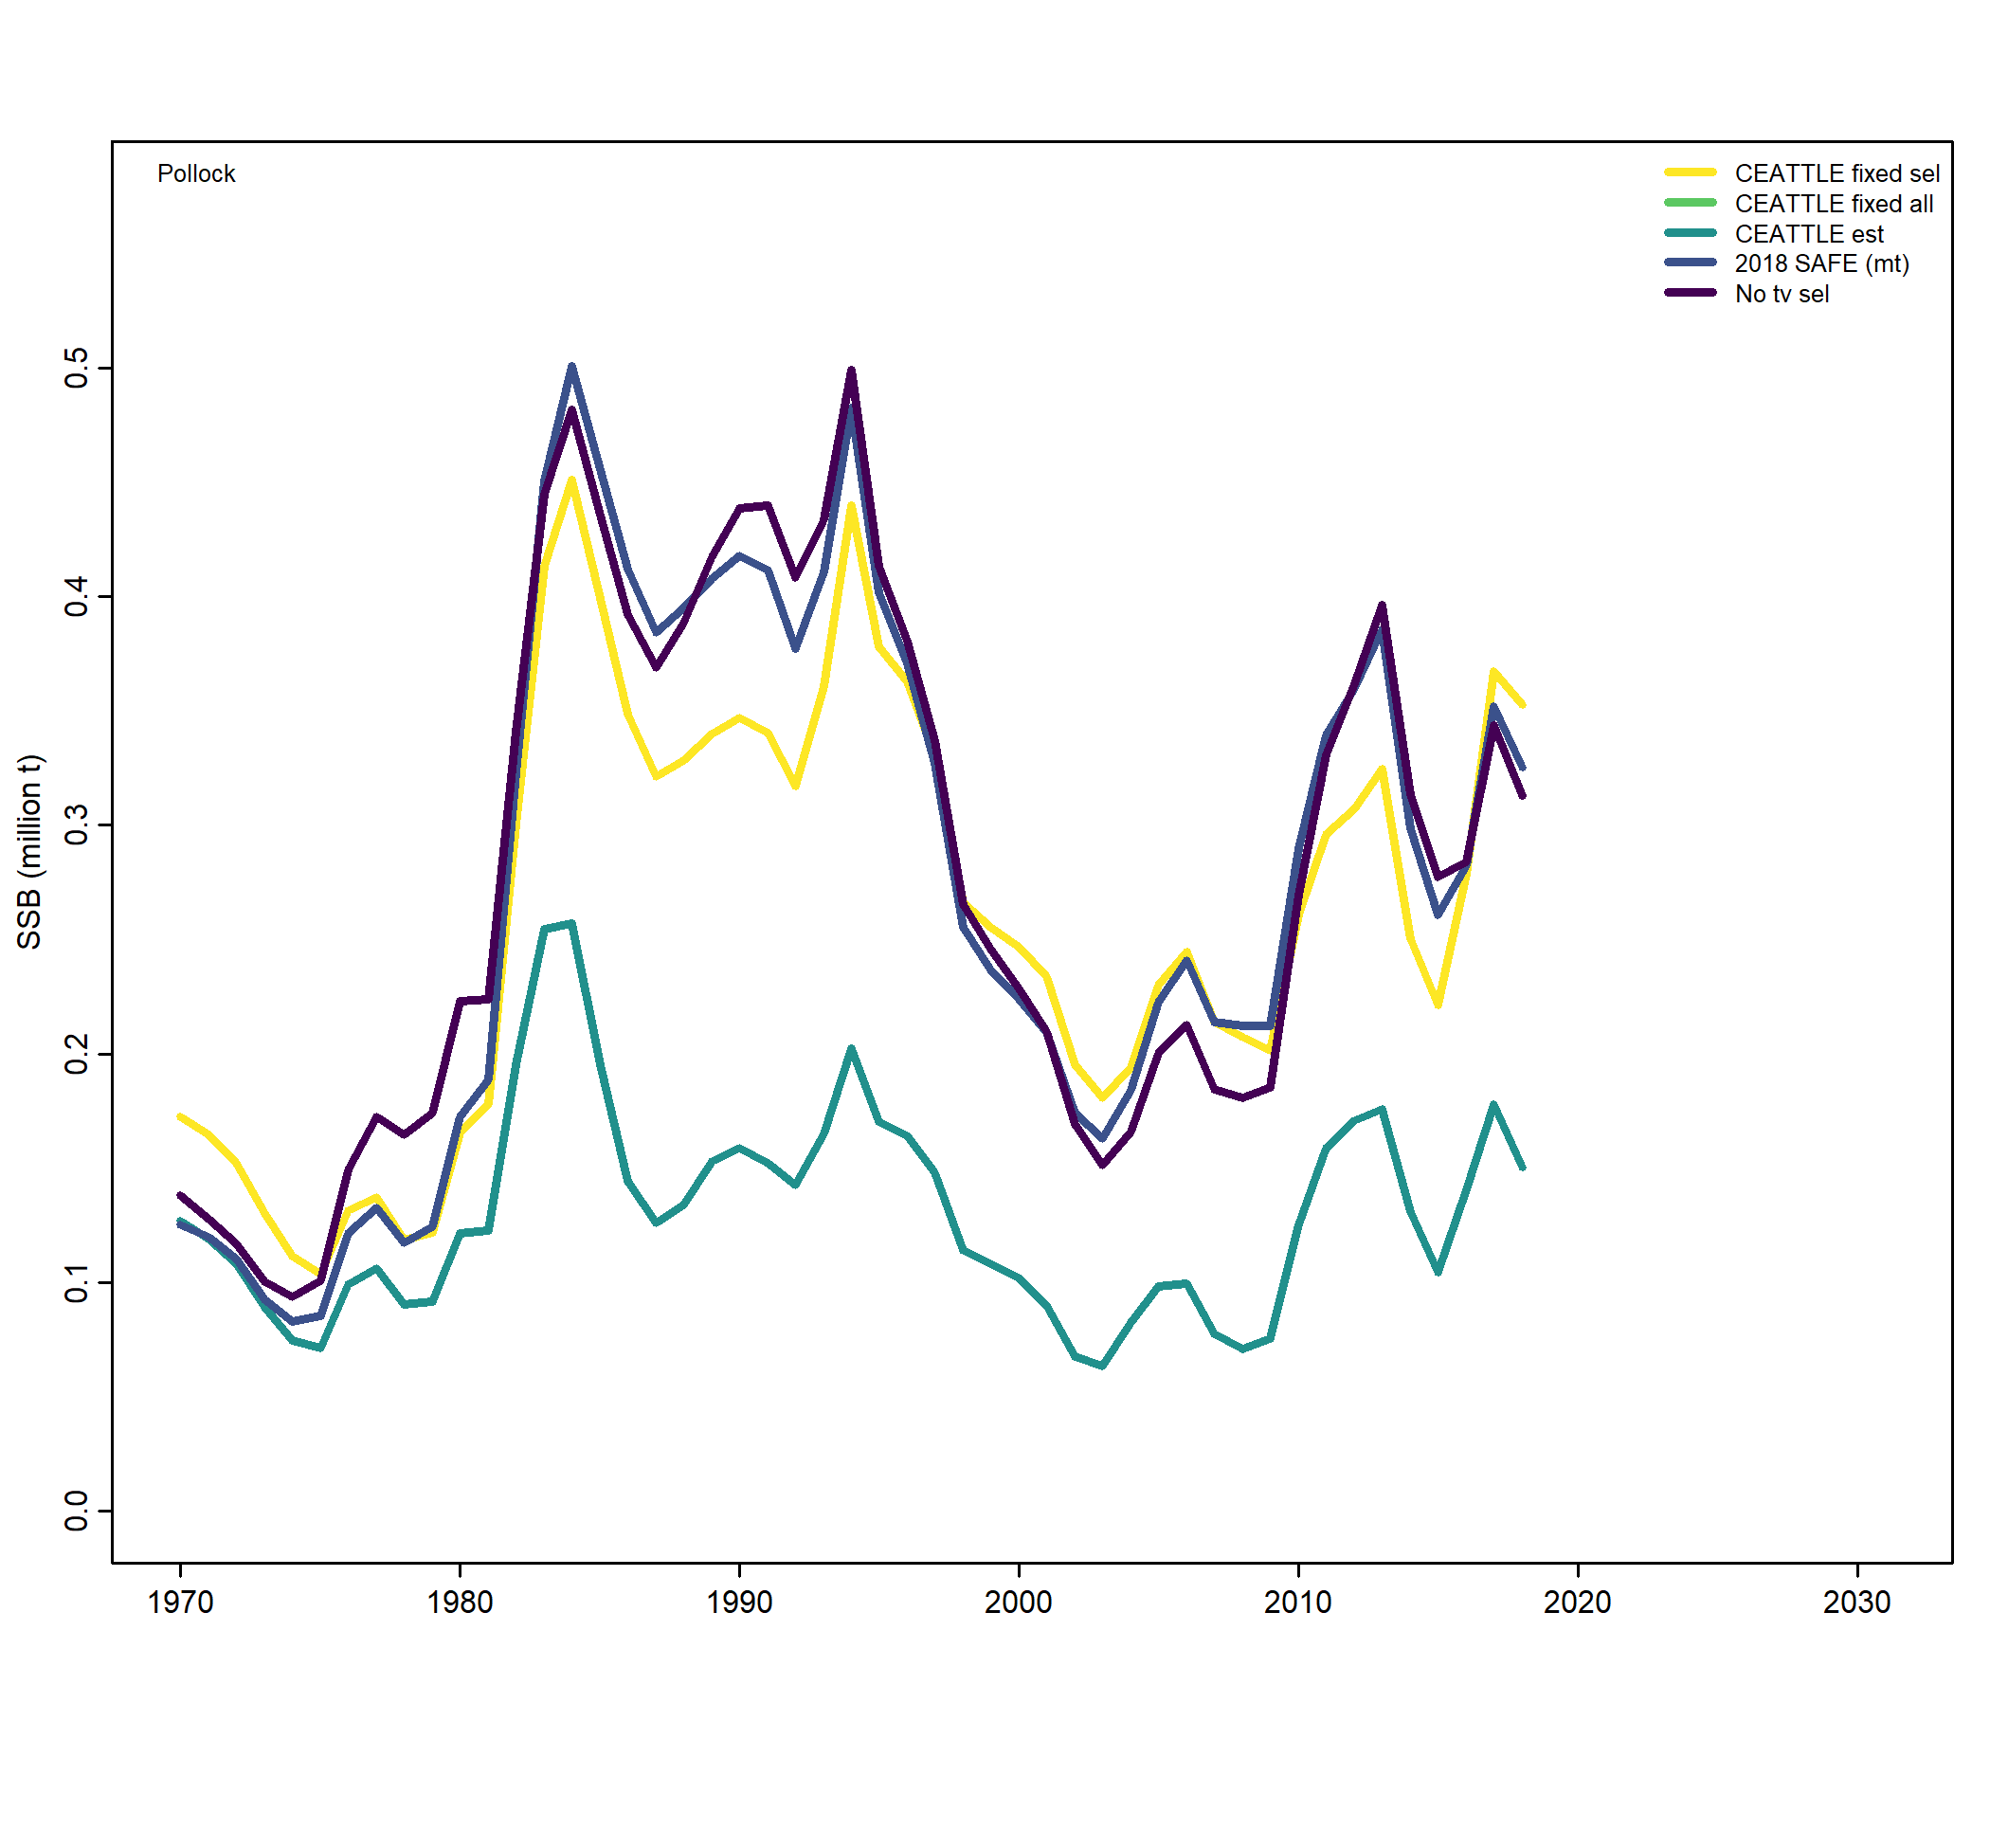 Pollock
CEATTLE fixed sel
CEATTLE fixed all
CEATTLE est
2018 SAFE (mt)
No tv sel
SSB (million t)
0.5
0.4
0.3
0.2
0.1
0.0
1970 1980 1990 2000 2010 2020 2030